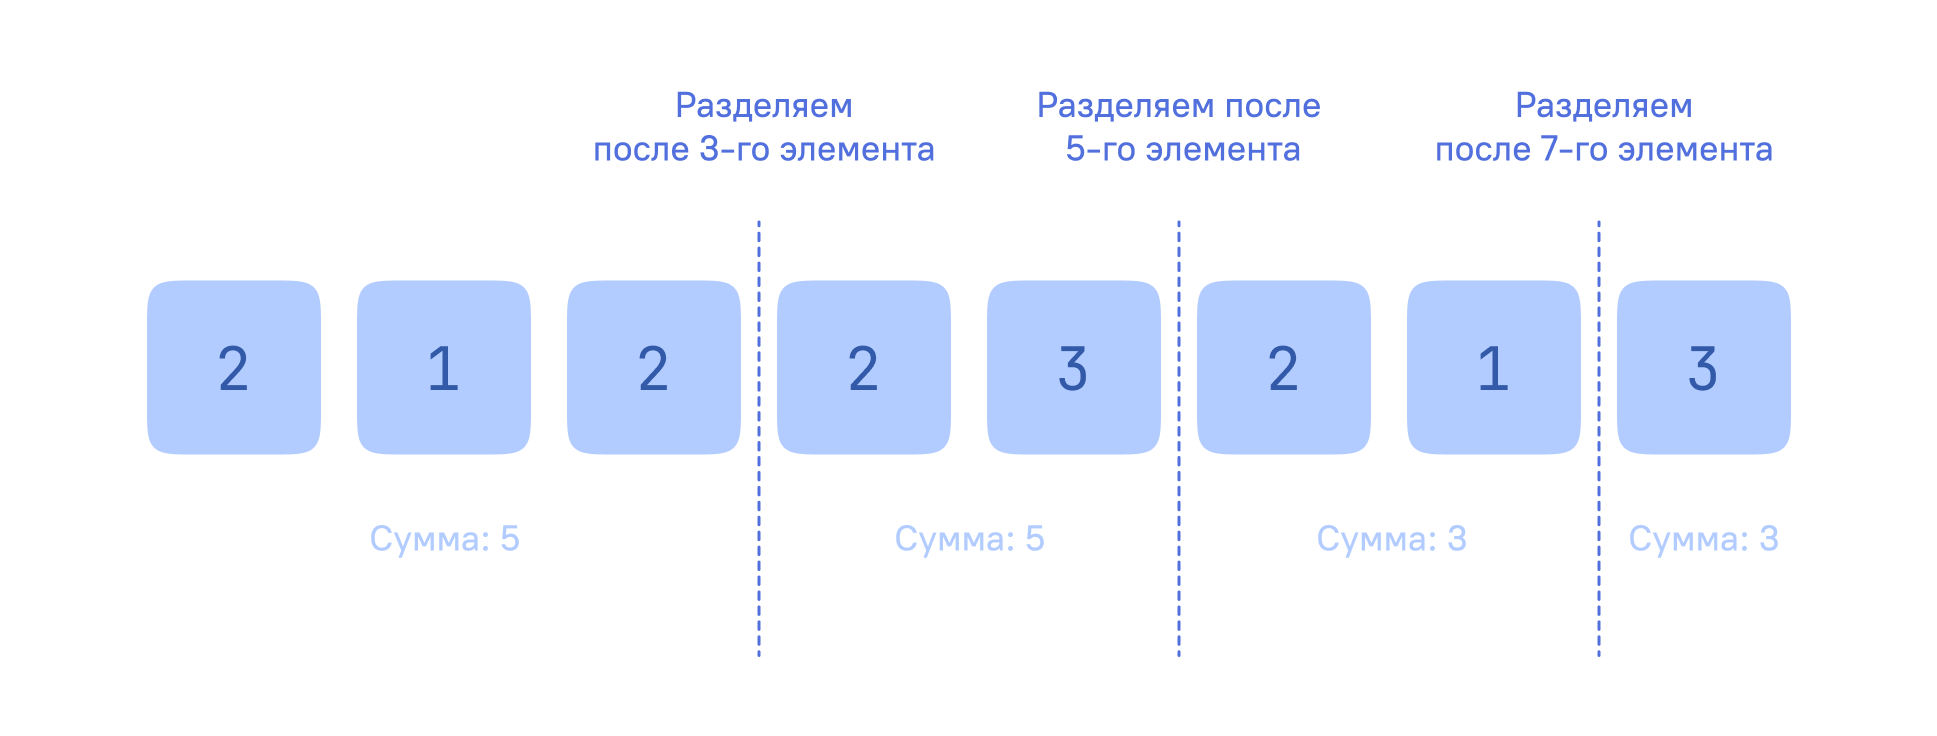 Разделяем
после 3-го элемента
Разделяем после
5-го элемента
Разделяем
после 7-го элемента
2 1 2 2 3 2 1 3
Сумма: 5 Сумма: 5 Сумма: 3 Сумма: 3